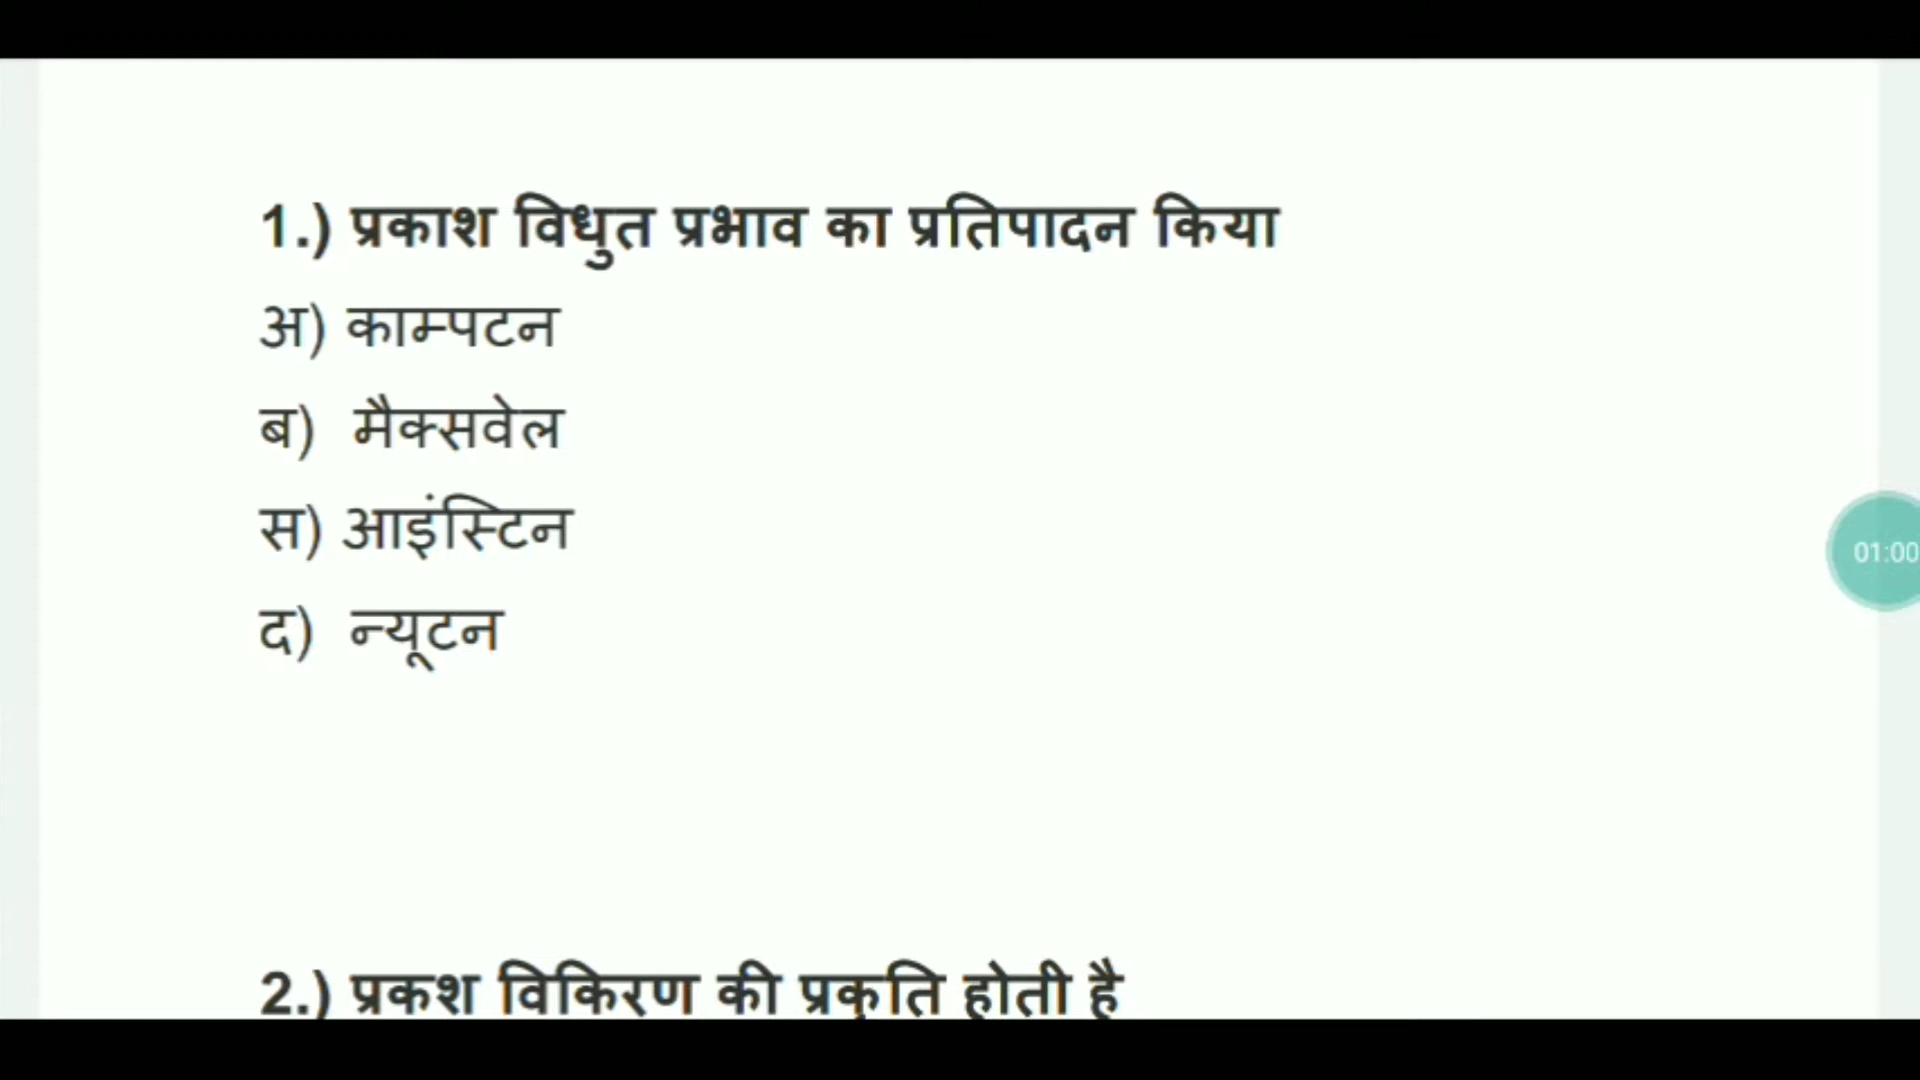 1.) प्रकाश विधुत प्रभाव का प्रतिपादन किया
अ) काम्पटन
ब) मैक्सवेल
स) आइंस्टिन
द) न्यूटन
01:00
2.) प्रकश विकिरण की प्रकृति होती है